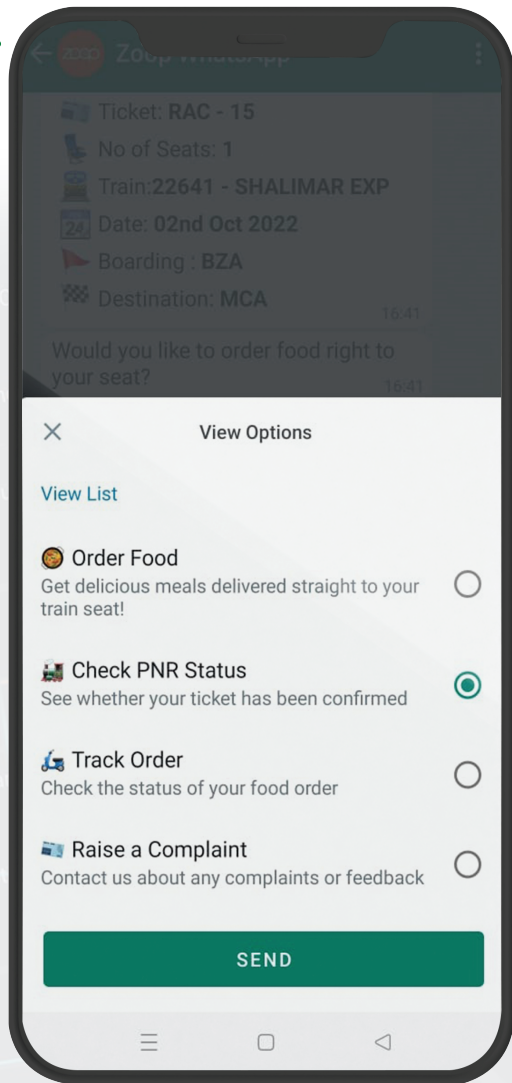 zoop Zoop WhatsApp
Ticket: RAC - 15
No of Seats: 1
Train:22641 - SHALIMAR EXP
24 Date: 02nd Oct 2022
Boarding : BZA
Destination: MCA
16:41
Would you like to order food right to
your seat?
16:41
View Options
View List
Order Food
Get delicious meals delivered straight to your
train seat!
Check PNR Status
See whether your ticket has been confirmed
Track Order
Check the status of your food order
Raise a Complaint
Contact us about any complaints or feedback
SEND